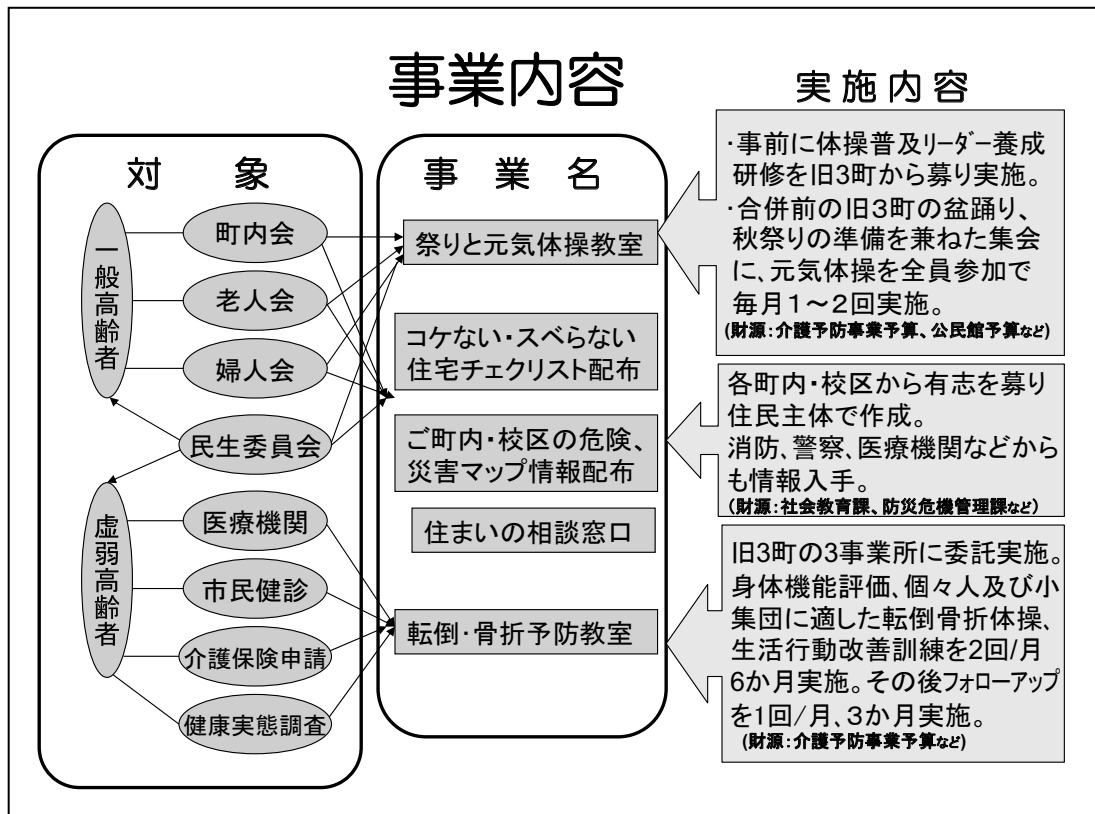 事業内容
対　象
一般高齢者
町内会
老人会
婦人会
民生委員会
虚弱高齢者
医療機関
市民健診
介護保険申請
健康実態調査
事　業　名
祭りと元気体操教室
コケない・スベらない
住宅チェクリスト配布
ご町内・校区の危険、
災害マップ情報配布
住まいの相談窓口
転倒・骨折予防教室
実施内容
・事前に体操普及リーダー養成
研修を旧3町から募り実施。
・合併前の旧3町の盆踊り、
秋祭りの準備を兼ねた集会
に、元気体操を全員参加で
毎月1～2回実施。
(財源：介護予防事業予算、公民館予算など)
各町内・校区から有志を募り
住民主体で作成。
消防、警察、医療機関などから
も情報入手。
(財源：社会教育課、防災危機管理課など)
旧3町の3事業所に委託実施。
身体機能評価、個々人及び小
集団に適した転倒骨折体操、
生活行動改善訓練を2回/月
6か月実施。その後フォローアップ
を1回/月、3か月実施。
(財源：介護予防事業予算など)